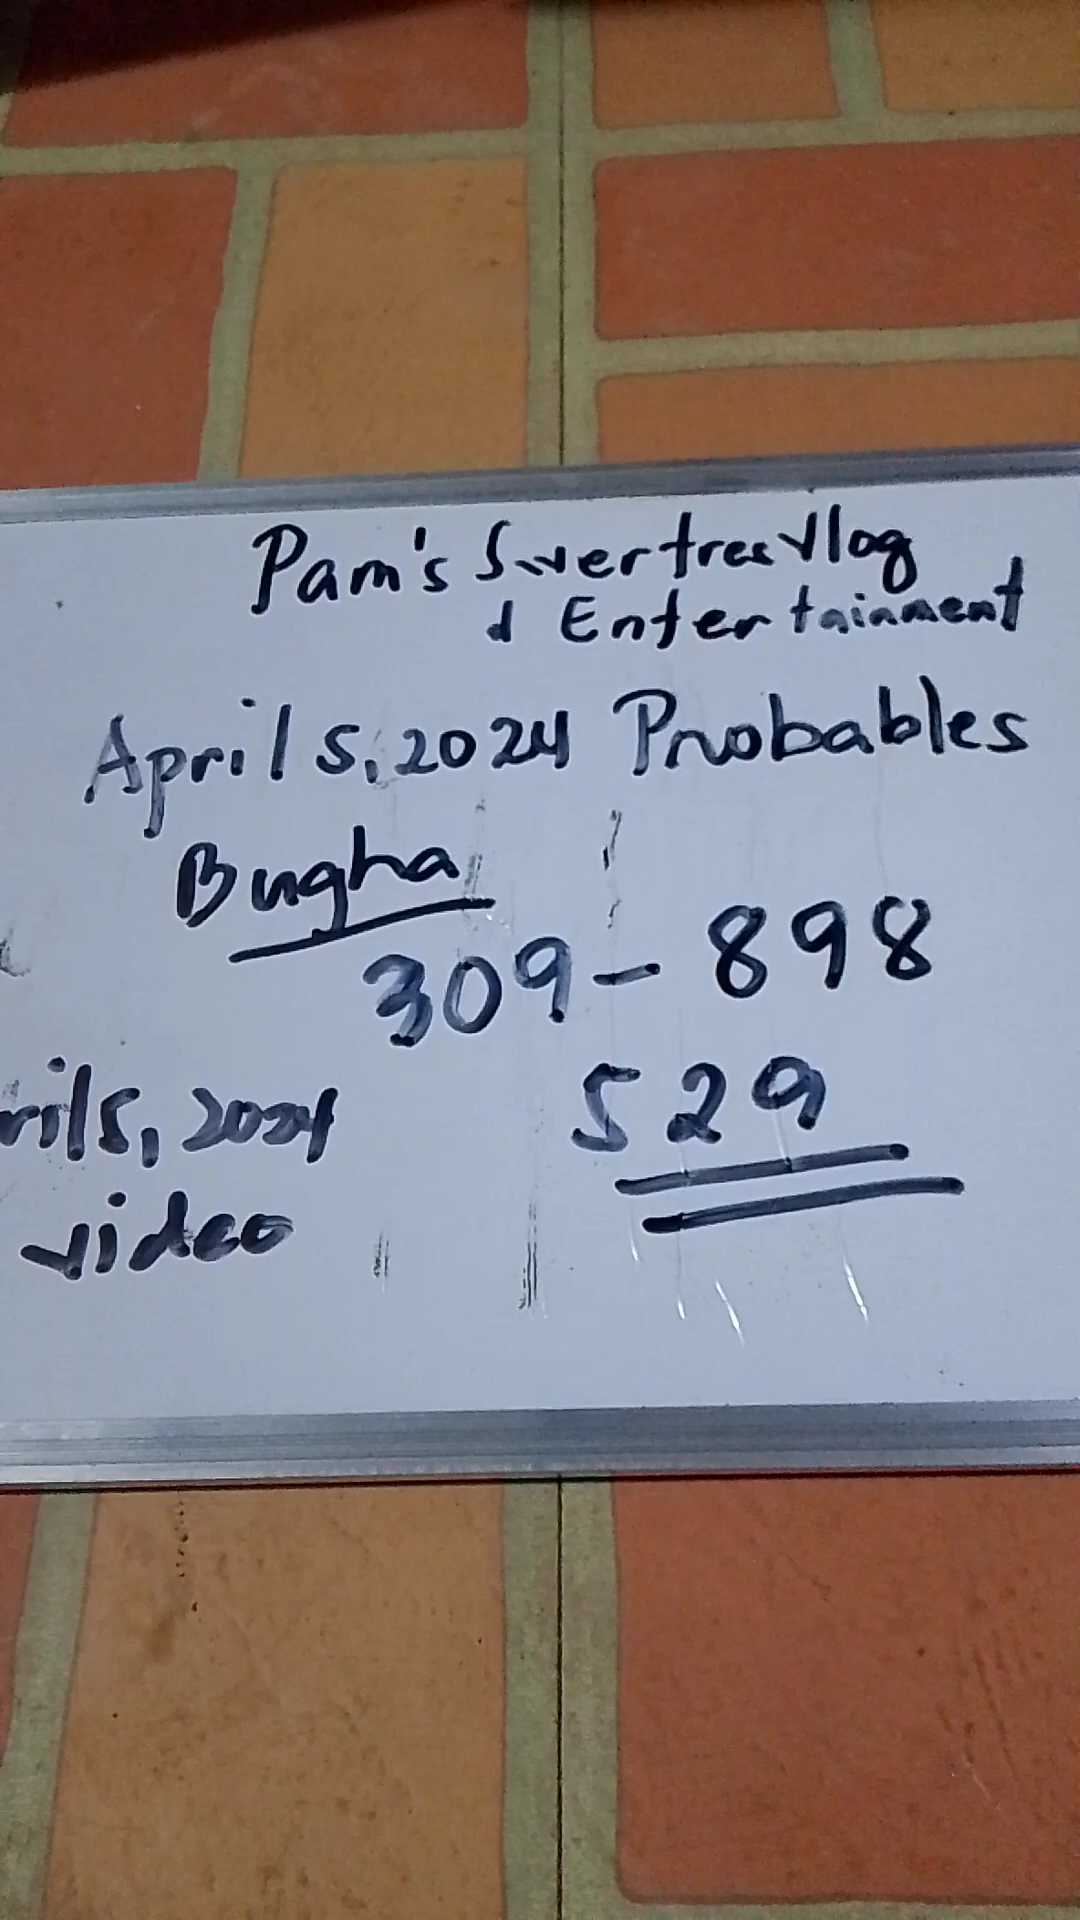 Pam's Swertres Vlog
& Entertainment
April 5, 2024 Probables
Bugha
309 - 898
529
ril 5, 2024
video